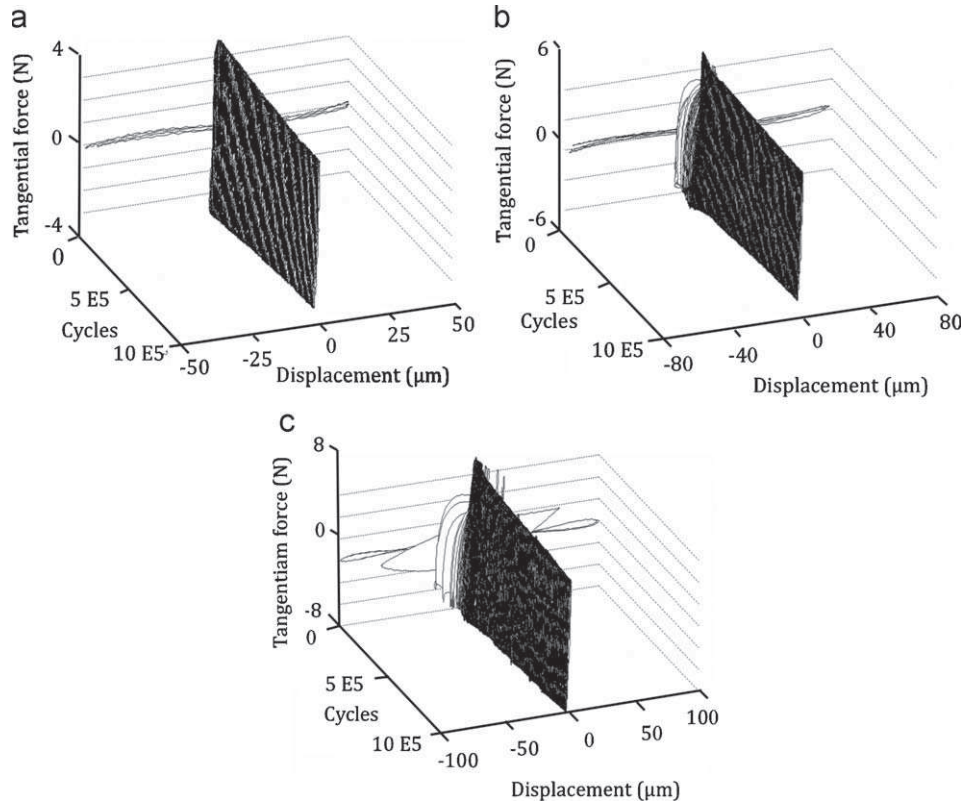 a
4
Tangential force (N)
0
-4
0
5 E5
Cycles
10 E5
-50
-25
0
25
50
Displacement (μm)
b
6
Tangential force (N)
0
-6
0
5 E5
Cycles
10 E5
-80
-40
0
40
80
Displacement (μm)
c
8
Tangentiam force (N)
0
-8
0
5 E5
Cycles
10 E5
-100
-50
0
50
100
Displacement (μm)